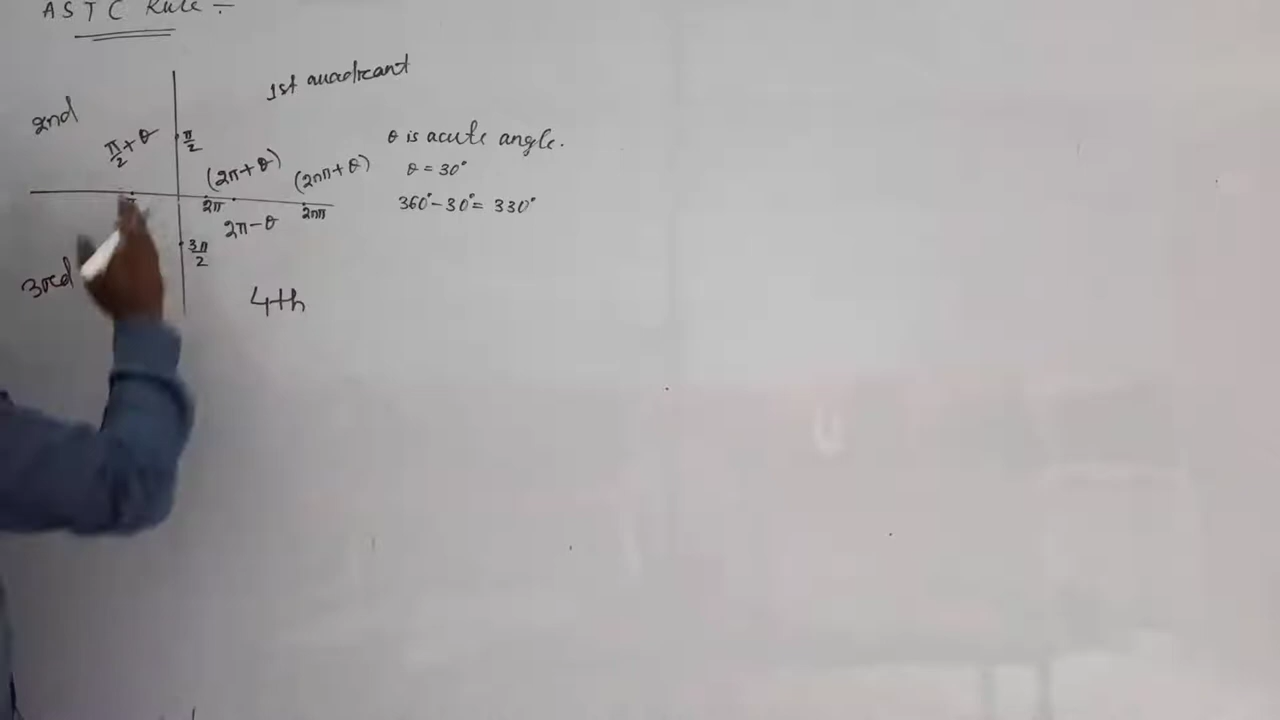 ASTC Rule :-
1st quadrant
2nd
π/2 + θ
π/2
(2π+θ)
(2nπ+θ)
θ is acute angle.
θ = 30°
360° - 30° = 330°
2π
2nπ
2π-θ
3π/2
3rd
4th